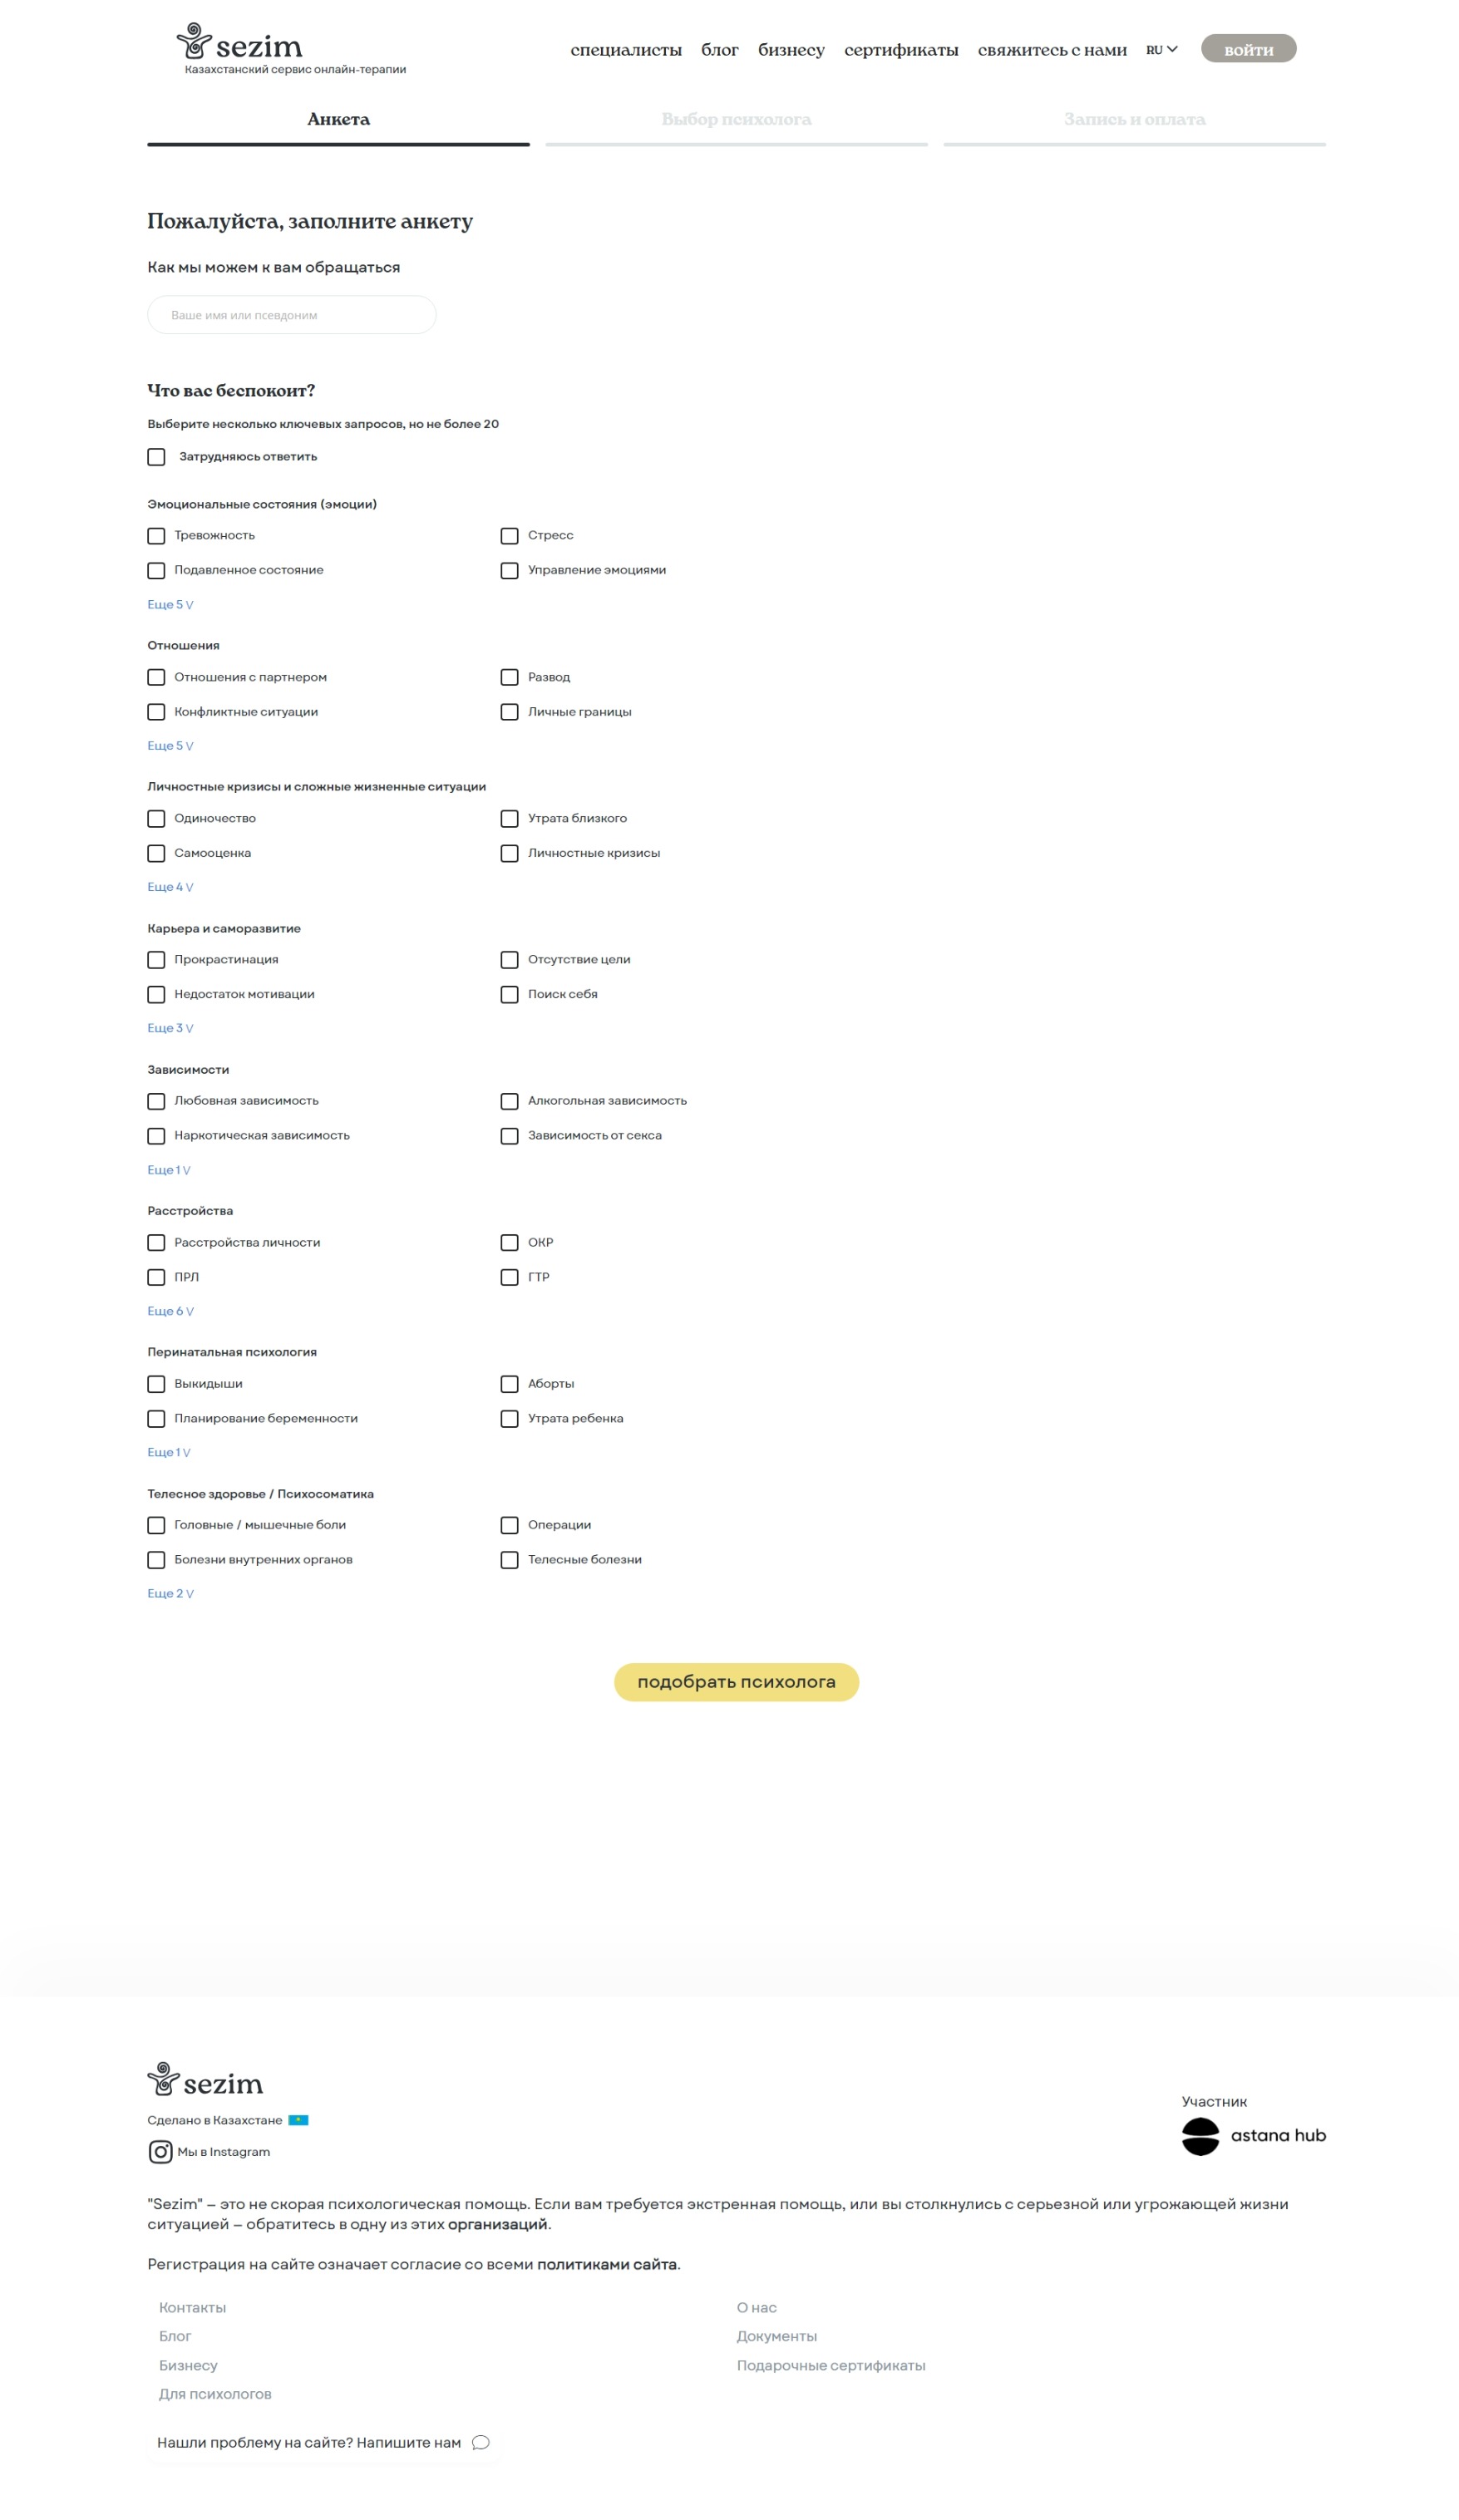 sezim
Казахстанский сервис онлайн-терапии
специалисты блог бизнесу сертификаты свяжитесь с нами RU войти
Анкета Выбор психолога Запись и оплата
Пожалуйста, заполните анкету
Как мы можем к вам обращаться
Ваше имя или псевдоним
Что вас беспокоит?
Выберите несколько ключевых запросов, но не более 20
Затрудняюсь ответить
Эмоциональные состояния (эмоции)
Тревожность Стресс
Подавленное состояние Управление эмоциями
Еще 5 V
Отношения
Отношения с партнером Развод
Конфликтные ситуации Личные границы
Еще 5 V
Личностные кризисы и сложные жизненные ситуации
Одиночество Утрата близкого
Самооценка Личностные кризисы
Еще 4 V
Карьера и саморазвитие
Прокрастинация Отсутствие цели
Недостаток мотивации Поиск себя
Еще 3 V
Зависимости
Любовная зависимость Алкогольная зависимость
Наркотическая зависимость Зависимость от секса
Еще 1 V
Расстройства
Расстройства личности ОКР
ПРЛ ГТР
Еще 6 V
Перинатальная психология
Выкидыши Аборты
Планирование беременности Утрата ребенка
Еще 1 V
Телесное здоровье / Психосоматика
Головные / мышечные боли Операции
Болезни внутренних органов Телесные болезни
Еще 2 V
подобрать психолога
sezim
Сделано в Казахстане
Мы в Instagram
Участник
astana hub
"Sezim" – это не скорая психологическая помощь. Если вам требуется экстренная помощь, или вы столкнулись с серьезной или угрожающей жизни
ситуацией – обратитесь в одну из этих организаций.
Регистрация на сайте означает согласие со всеми политиками сайта.
Контакты О нас
Блог Документы
Бизнесу Подарочные сертификаты
Для психологов
Нашли проблему на сайте? Напишите нам